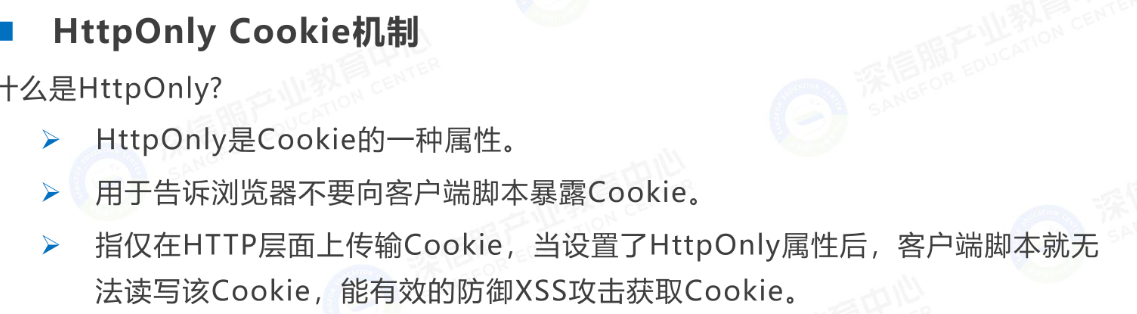 HttpOnly Cookie机制
什么是HttpOnly?
HttpOnly是Cookie的一种属性。
用于告诉浏览器不要向客户端脚本暴露Cookie。
指仅在HTTP层面上传输Cookie，当设置了HttpOnly属性后，客户端脚本就无
法读写该Cookie，能有效的防御XSS攻击获取Cookie。
深信服产业教育中心
SANGFOR EDUCATION CENTER